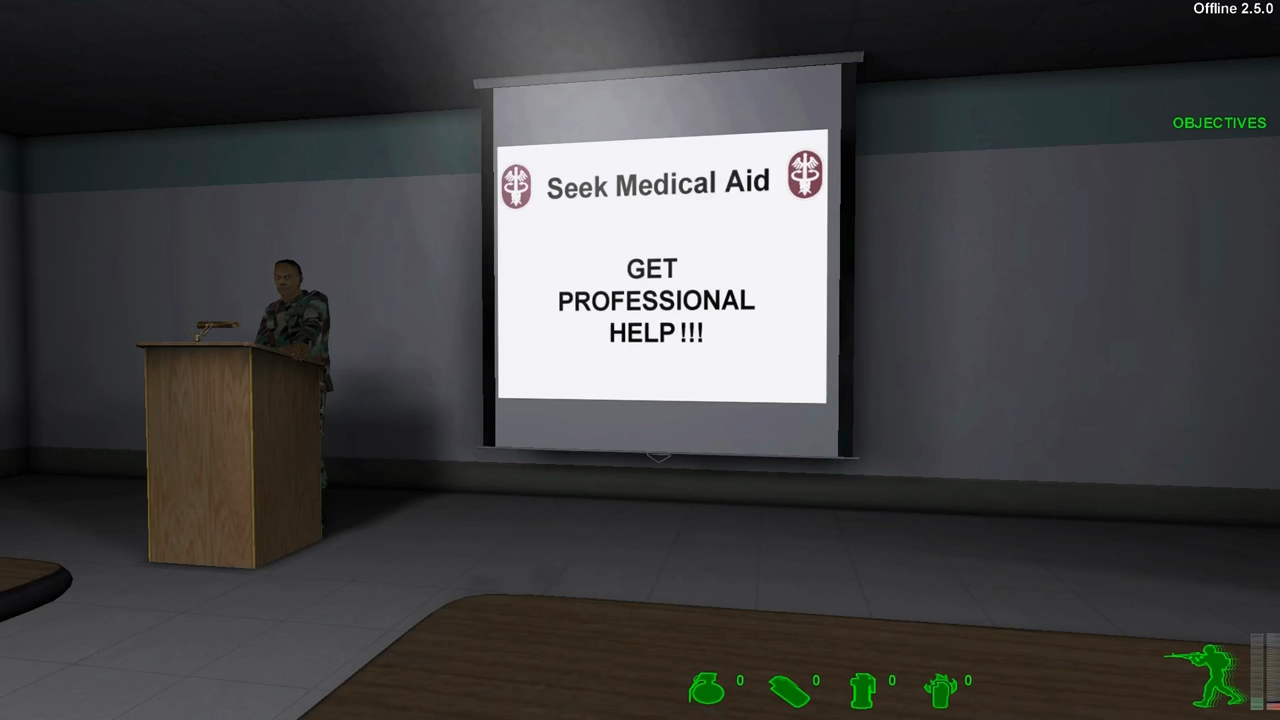 Offline 2.5.0
OBJECTIVES
Seek Medical Aid
GET
PROFESSIONAL
HELP!!!
0 0 0 0